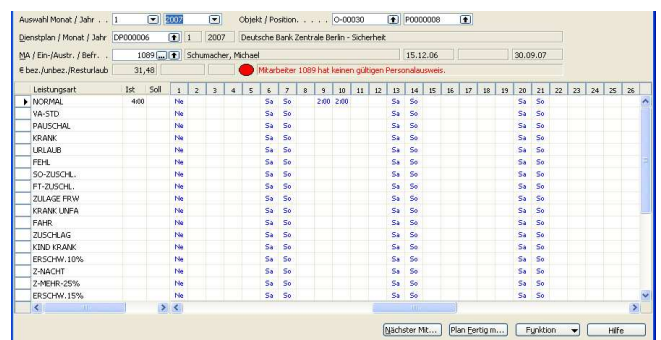 Auswahl Monat / Jahr . . 1 2007 Objekt / Position. . . . . O-00030 P0000008
Dienstplan / Monat / Jahr DP000006 1 2007 Deutsche Bank Zentrale Berlin - Sicherheit
MA / Ein-/Austr. / Befr. . 1089 ... Schumacher, Michael 15.12.06 30.09.07
€ bez./unbez./Resturlaub 31,48 Mitarbeiter 1089 hat keinen gültigen Personalausweis.
Leistungsart Ist Soll 1 2 3 4 5 6 7 8 9 10 11 12 13 14 15 16 17 18 19 20 21 22 23 24 25 26
NORMAL 4:00 Ne Sa So 2:00 2:00 Sa So Sa So
VA-STD Ne Sa So Sa So Sa So
PAUSCHAL Ne Sa So Sa So Sa So
KRANK Ne Sa So Sa So Sa So
URLAUB Ne Sa So Sa So Sa So
FEHL Ne Sa So Sa So Sa So
SO-ZUSCHL. Ne Sa So Sa So Sa So
FT-ZUSCHL. Ne Sa So Sa So Sa So
ZULAGE FRW Ne Sa So Sa So Sa So
KRANK UNFA Ne Sa So Sa So Sa So
FAHR Ne Sa So Sa So Sa So
ZUSCHLAG Ne Sa So Sa So Sa So
KIND KRANK Ne Sa So Sa So Sa So
ERSCHW.10% Ne Sa So Sa So Sa So
Z-NACHT Ne Sa So Sa So Sa So
Z-MEHR-25% Ne Sa So Sa So Sa So
ERSCHW.15% Ne Sa So Sa So Sa So
Nächster Mit... Plan Fertig m... Funktion Hilfe